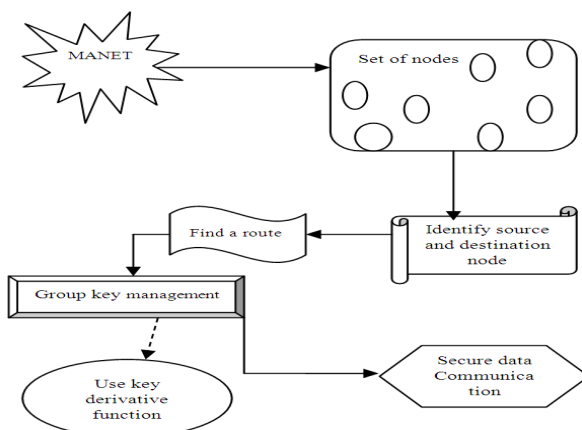 MANET
Set of nodes
Identify source
and destination
node
Find a route
Group key management
Use key
derivative
function
Secure data
Communica
tion